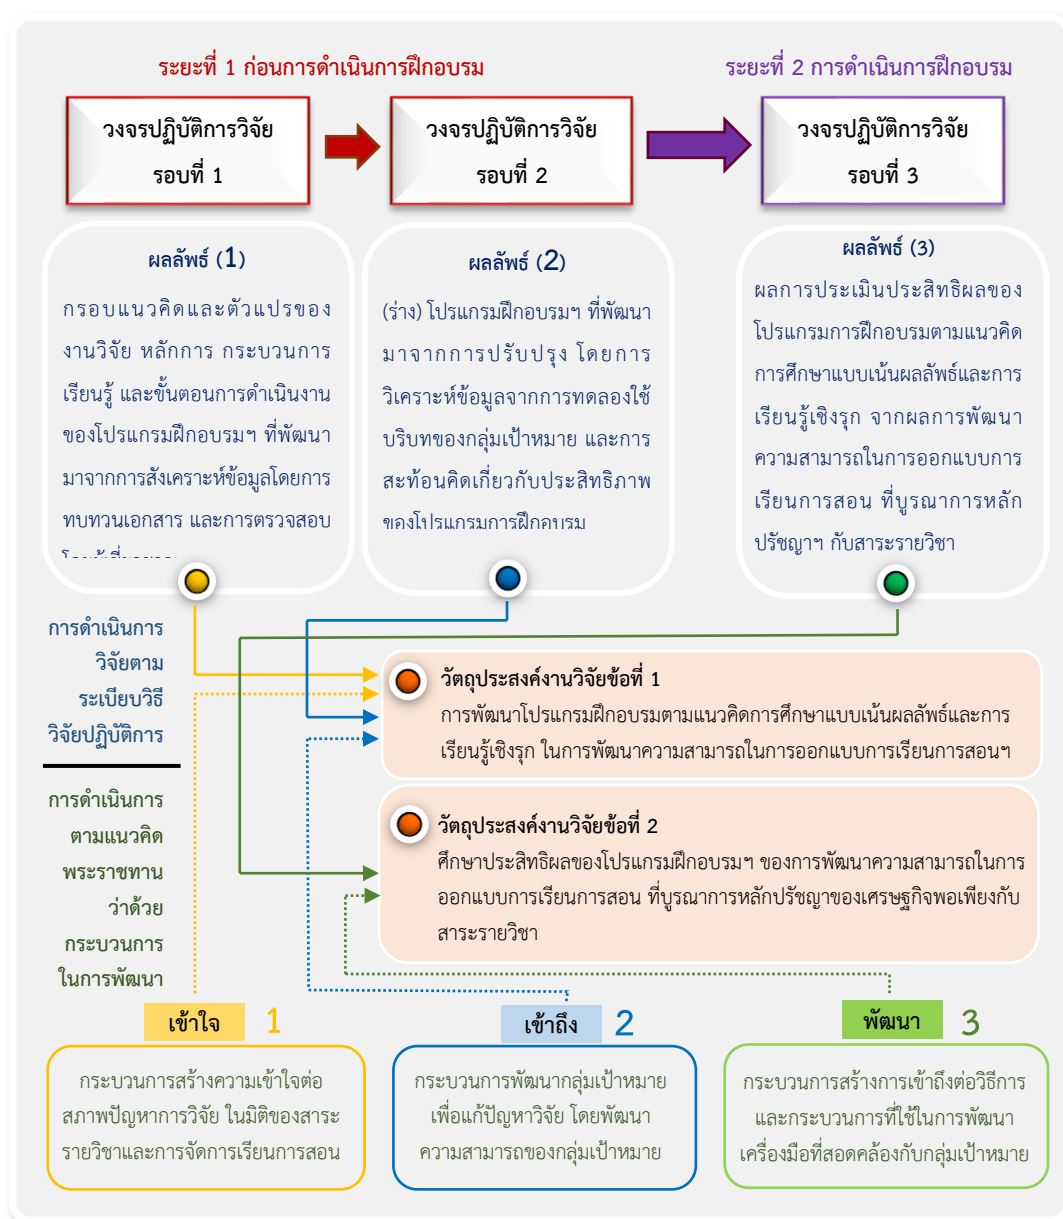 ระยะที่ 1 ก่อนการดำเนินการฝึกอบรม
ระยะที่ 2 การดำเนินการฝึกอบรม
วงจรปฏิบัติการวิจัย
รอบที่ 1
วงจรปฏิบัติการวิจัย
รอบที่ 2
วงจรปฏิบัติการวิจัย
รอบที่ 3
ผลลัพธ์ (1)
กรอบแนวคิดและตัวแปรของ
งานวิจัย หลักการ กระบวนการ
เรียนรู้ และขั้นตอนการดำเนินงาน
ของโปรแกรมฝึกอบรมฯ ที่พัฒนา
มาจากการสังเคราะห์ข้อมูลโดยการ
ทบทวนเอกสาร และการตรวจสอบ
ผลลัพธ์ (2)
(ร่าง) โปรแกรมฝึกอบรมฯ ที่พัฒนา
มาจากการปรับปรุง โดยการ
วิเคราะห์ข้อมูลจากการทดลองใช้
บริบทของกลุ่มเป้าหมาย และการ
สะท้อนคิดเกี่ยวกับประสิทธิภาพ
ของโปรแกรมการฝึกอบรม
ผลลัพธ์ (3)
ผลการประเมินประสิทธิผลของ
โปรแกรมการฝึกอบรมตามแนวคิด
การศึกษาแบบเน้นผลลัพธ์และการ
เรียนรู้เชิงรุก จากผลการพัฒนา
ความสามารถในการออกแบบการ
เรียนการสอน ที่บูรณาการหลัก
ปรัชญาฯ กับสาระรายวิชา
การดำเนินการ
วิจัยตาม
ระเบียบวิธี
วิจัยปฏิบัติการ
การดำเนินการ
ตามแนวคิด
พระราชทาน
ว่าด้วย
กระบวนการ
ในการพัฒนา
วัตถุประสงค์งานวิจัยข้อที่ 1
การพัฒนาโปรแกรมฝึกอบรมตามแนวคิดการศึกษาแบบเน้นผลลัพธ์และการ
เรียนรู้เชิงรุก ในการพัฒนาความสามารถในการออกแบบการเรียนการสอนฯ
วัตถุประสงค์งานวิจัยข้อที่ 2
ศึกษาประสิทธิผลของโปรแกรมฝึกอบรมฯ ของการพัฒนาความสามารถในการ
ออกแบบการเรียนการสอน ที่บูรณาการหลักปรัชญาของเศรษฐกิจพอเพียงกับ
สาระรายวิชา
เข้าใจ 1
กระบวนการสร้างความเข้าใจต่อ
สภาพปัญหาการวิจัย ในมิติของสาระ
รายวิชาและการจัดการเรียนการสอน
เข้าถึง 2
กระบวนการพัฒนากลุ่มเป้าหมาย
เพื่อแก้ปัญหาวิจัย โดยพัฒนา
ความสามารถของกลุ่มเป้าหมาย
พัฒนา 3
กระบวนการสร้างการเข้าถึงต่อวิธีการ
และกระบวนการที่ใช้ในการพัฒนา
เครื่องมือที่สอดคล้องกับกลุ่มเป้าหมาย